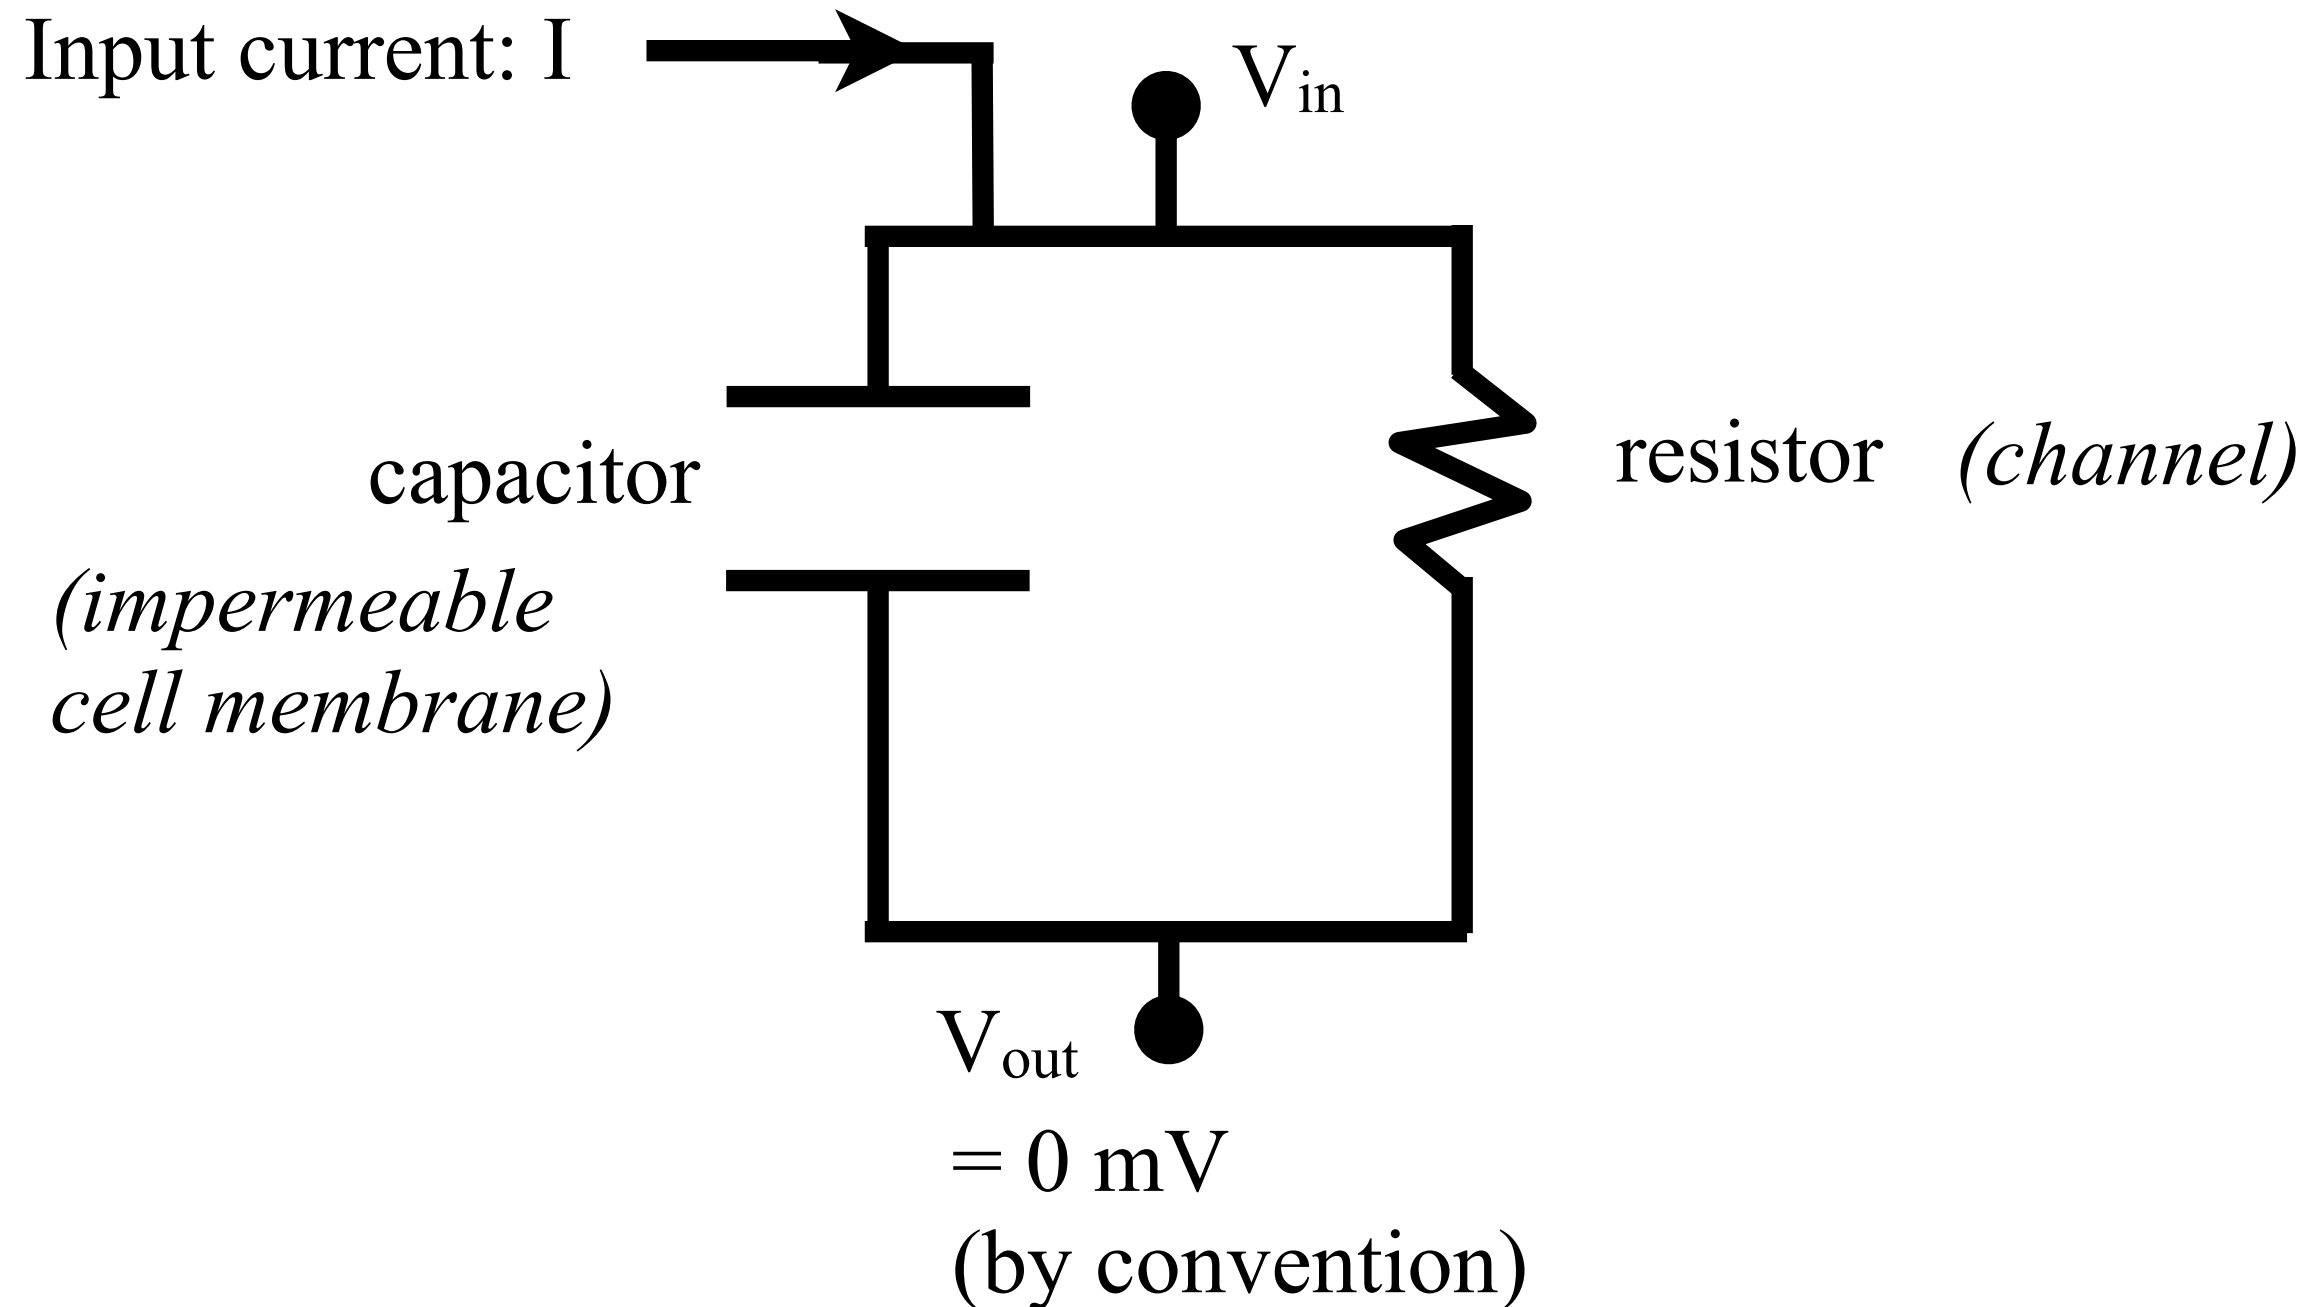 Input current: I
Vin
capacitor
resistor (channel)
(impermeable
cell membrane)
Vout
= 0 mV
(by convention)